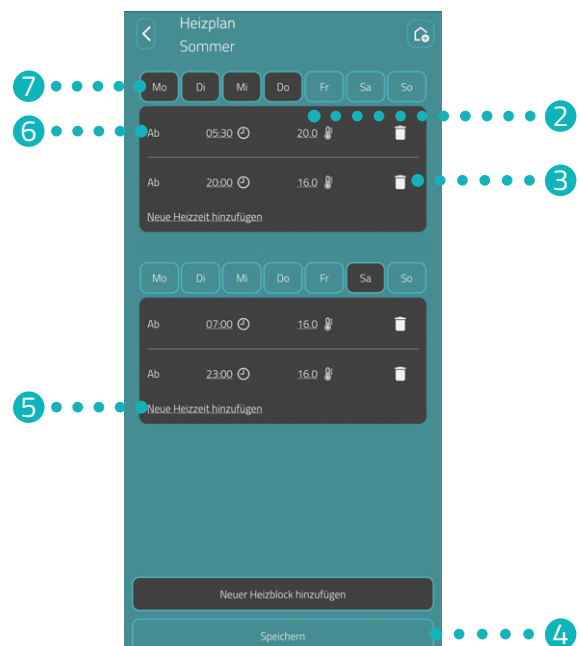 Heizplan
Sommer
7 Mo Di Mi Do Fr Sa So
2
6 Ab 05:30 20.0
Ab 20:00 16.0 3
Neue Heizzeit hinzufügen
Mo Di Mi Do Fr Sa So
Ab 07:00 16.0
Ab 23:00 16.0
5 Neue Heizzeit hinzufügen
Neuer Heizblock hinzufügen
Speichern 4